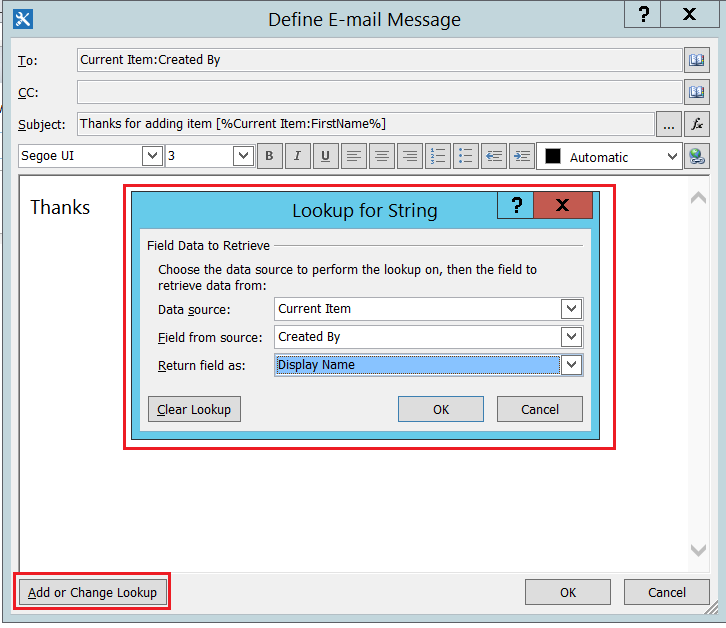 Define E-mail Message
?
X
To: Current Item:Created By
CC:
Subject: Thanks for adding item [%Current Item:FirstName%] ... fx
Segoe UI 3 B I U Automatic
Thanks
Lookup for String ? X
Field Data to Retrieve
Choose the data source to perform the lookup on, then the field to
retrieve data from:
Data source: Current Item
Field from source: Created By
Return field as: Display Name
Clear Lookup OK Cancel
Add or Change Lookup OK Cancel